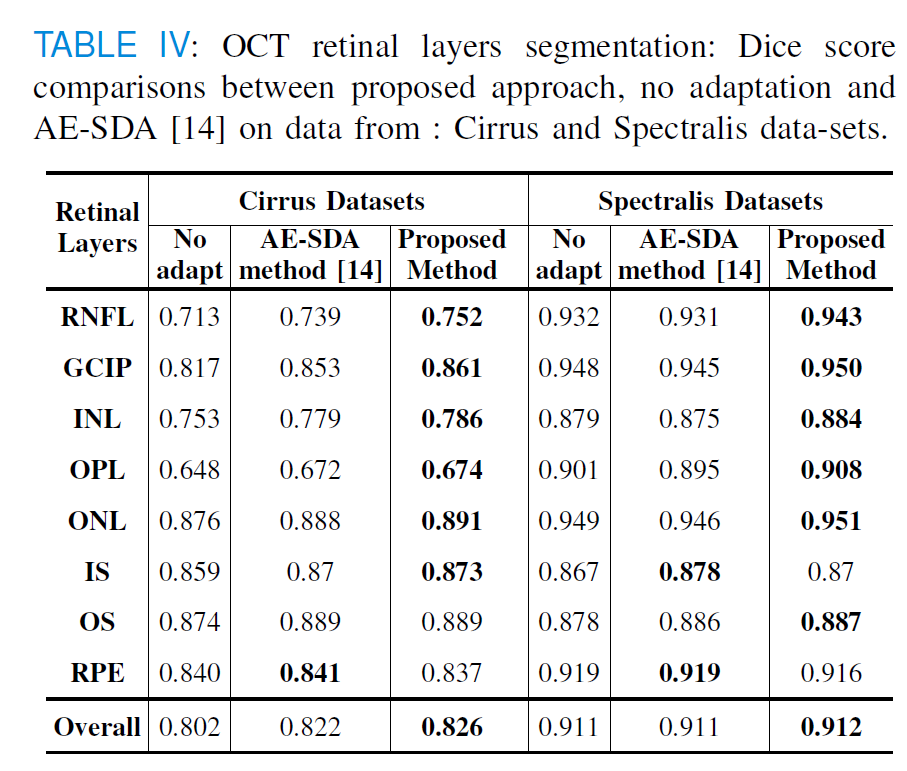 TABLE IV: OCT retinal layers segmentation: Dice score
comparisons between proposed approach, no adaptation and
AE-SDA [14] on data from : Cirrus and Spectralis data-sets.
Retinal Layers Cirrus Datasets Spectralis Datasets
No adapt AE-SDA method [14] Proposed Method No adapt AE-SDA method [14] Proposed Method
RNFL 0.713 0.739 0.752 0.932 0.931 0.943
GCIP 0.817 0.853 0.861 0.948 0.945 0.950
INL 0.753 0.779 0.786 0.879 0.875 0.884
OPL 0.648 0.672 0.674 0.901 0.895 0.908
ONL 0.876 0.888 0.891 0.949 0.946 0.951
IS 0.859 0.87 0.873 0.867 0.878 0.87
OS 0.874 0.889 0.889 0.878 0.886 0.887
RPE 0.840 0.841 0.837 0.919 0.919 0.916
Overall 0.802 0.822 0.826 0.911 0.911 0.912